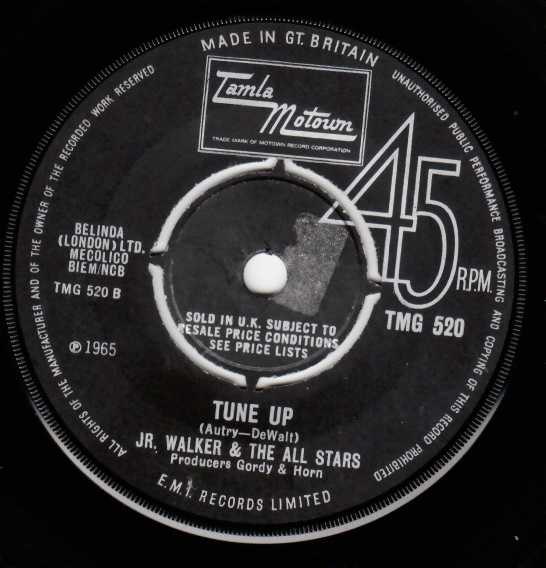 MADE IN GT. BRITAIN
UNAUTHORISED PUBLIC PERFORMANCE BROADCASTING AND COPYING OF THIS RECORD PROHIBITED
ALL RIGHTS OF THE MANUFACTURER AND OF THE OWNER OF THE RECORDED WORK RESERVED
Tamla
Motown
TRADE MARK OF MOTOWN RECORD CORPORATION
45
R.P.M.
BELINDA
(LONDON) LTD.
MECOLICO
BIEM/NCB
TMG 520 B
TMG 520
℗ 1965
SOLD IN U.K. SUBJECT TO
RESALE PRICE CONDITIONS
SEE PRICE LISTS
TUNE UP
(Autry—DeWalt)
JR. WALKER & THE ALL STARS
Producers Gordy & Horn
E.M.I. RECORDS LIMITED